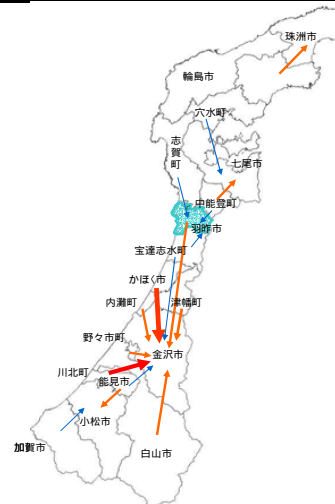 珠洲市
輪島市
穴水町
志賀町
七尾市
中能登町
羽咋市
宝達志水町
かほく市
内灘町
津幡町
野々市町
金沢市
川北町
能美市
小松市
加賀市
白山市